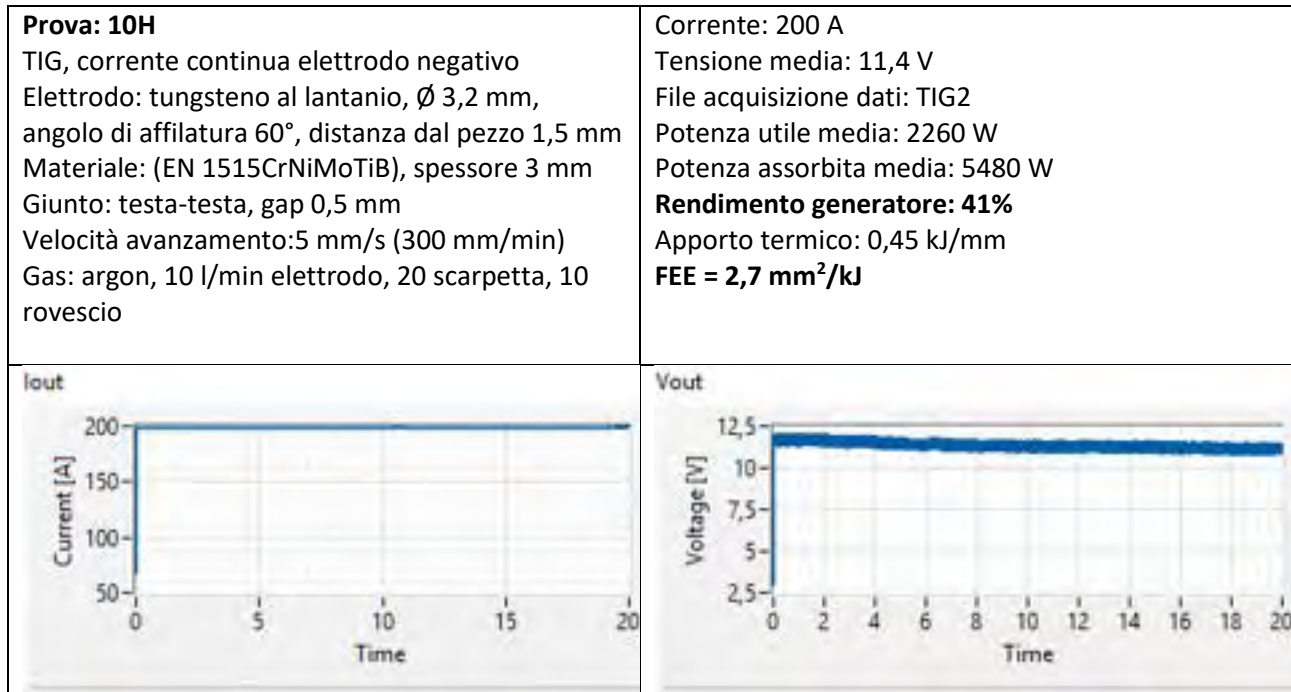 Prova: 10H
TIG, corrente continua elettrodo negativo
Elettrodo: tungsteno al lantanio, Ø 3,2 mm,
angolo di affilatura 60°, distanza dal pezzo 1,5 mm
Materiale: (EN 1515CrNiMoTiB), spessore 3 mm
Giunto: testa-testa, gap 0,5 mm
Velocità avanzamento:5 mm/s (300 mm/min)
Gas: argon, 10 l/min elettrodo, 20 scarpetta, 10
rovescio
Corrente: 200 A
Tensione media: 11,4 V
File acquisizione dati: TIG2
Potenza utile media: 2260 W
Potenza assorbita media: 5480 W
Rendimento generatore: 41%
Apporto termico: 0,45 kJ/mm
FEE = 2,7 mm²/kJ
Iout
Current [A]
200
150
100
50
0 5 10 15 20
Time
Vout
Voltage [V]
12,5
10
7,5
5
2,5
0 2 4 6 8 10 12 14 16 18 20
Time